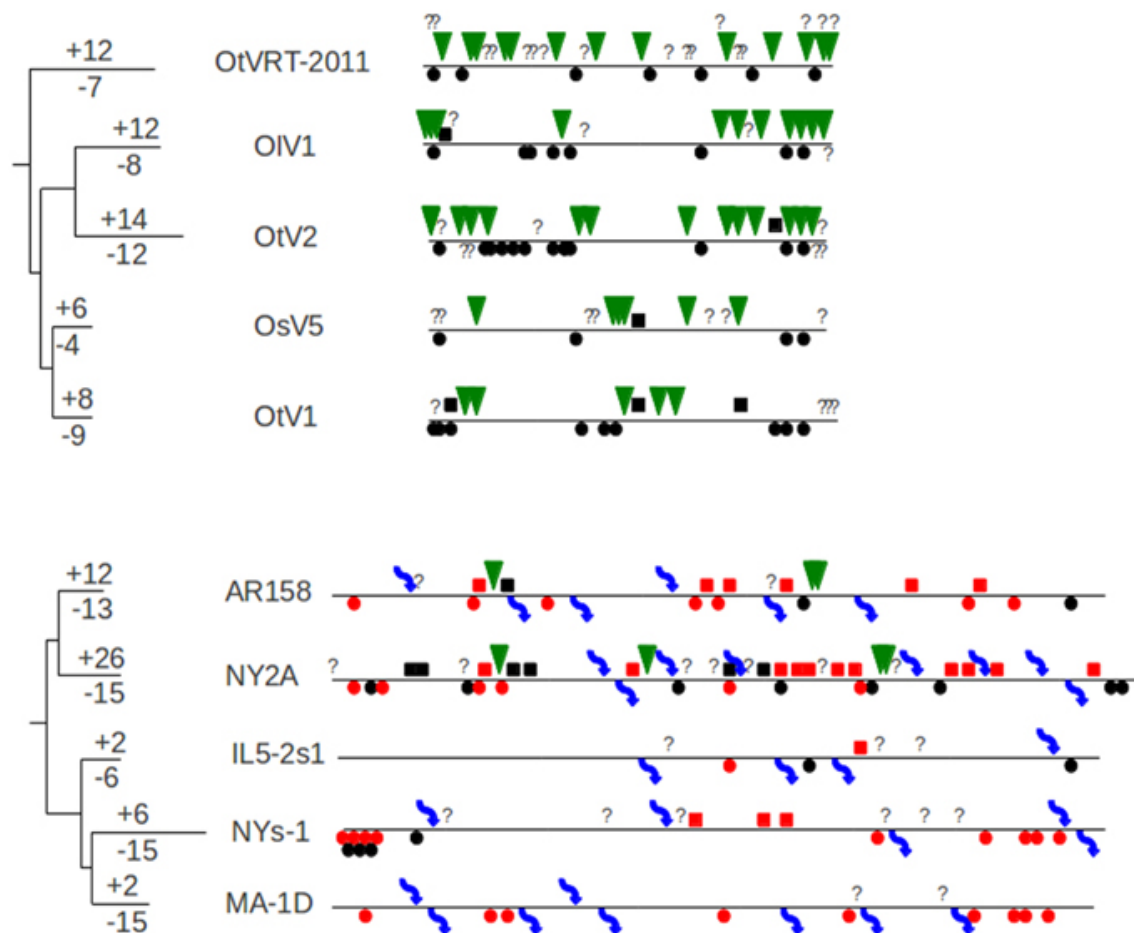 ?? ? ??
+12 OtVRT-2011 ?? ??? ? ? ?? ??
-7
+12 OlV1 ? ? ?
-8 ?
+14 OtV2 ? ? ?
-12 ?? ??
+6 OsV5 ?? ?? ? ? ?
-4
+8 OtV1 ? ???
-9
+12 AR158 ? ?
-13
+26 NY2A ? ? ? ? ? ? ?
-15
+2 IL5-2s1 ? ? ?
-6
+6 NYs-1 ? ? ? ? ? ?
-15
+2 MA-1D ? ?
-15